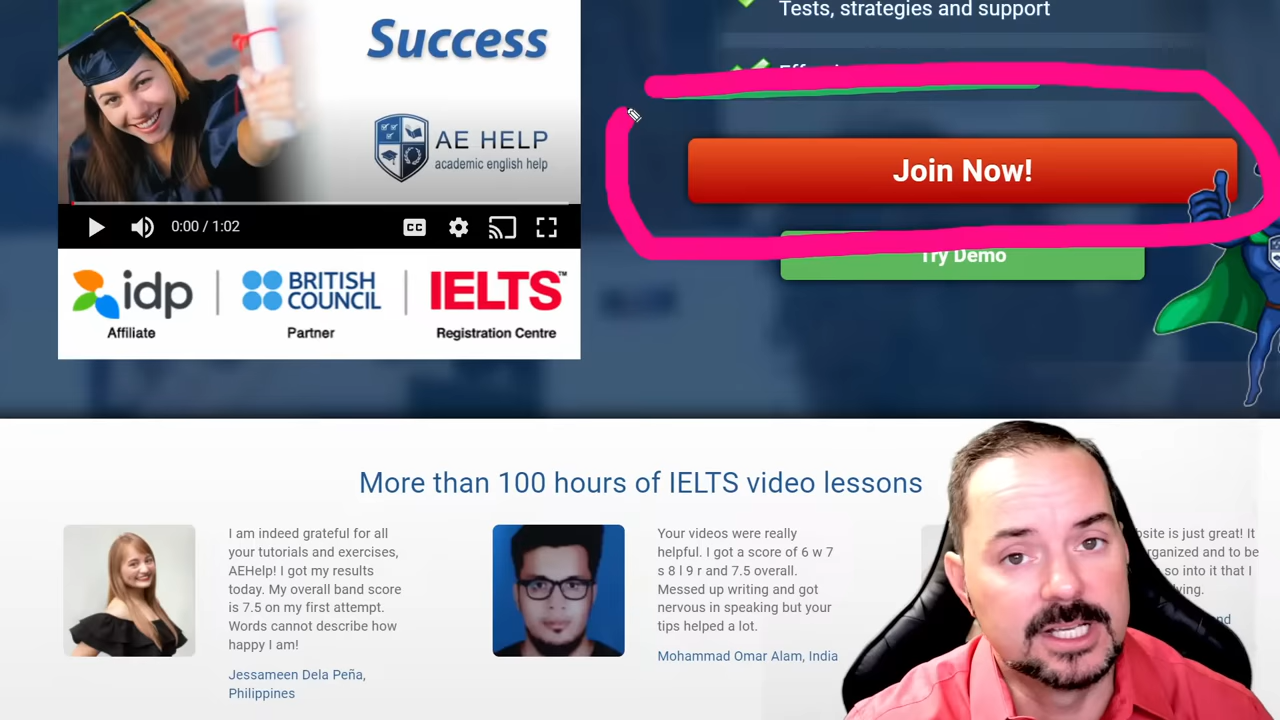 Success
AE HELP
academic english help
0:00 / 1:02
CC
idp
Affiliate
BRITISH
COUNCIL
Partner
IELTS™
Registration Centre
Tests, strategies and support
Join Now!
Try Demo
More than 100 hours of IELTS video lessons
I am indeed grateful for all
your tutorials and exercises,
AEHelp! I got my results
today. My overall band score
is 7.5 on my first attempt.
Words cannot describe how
happy I am!
Jessameen Dela Peña,
Philippines
Your videos were really
helpful. I got a score of 6 w 7
s 8 l 9 r and 7.5 overall.
Messed up writing and got
nervous in speaking but your
tips helped a lot.
Mohammad Omar Alam, India
is just great! It
and to be
so into it that I